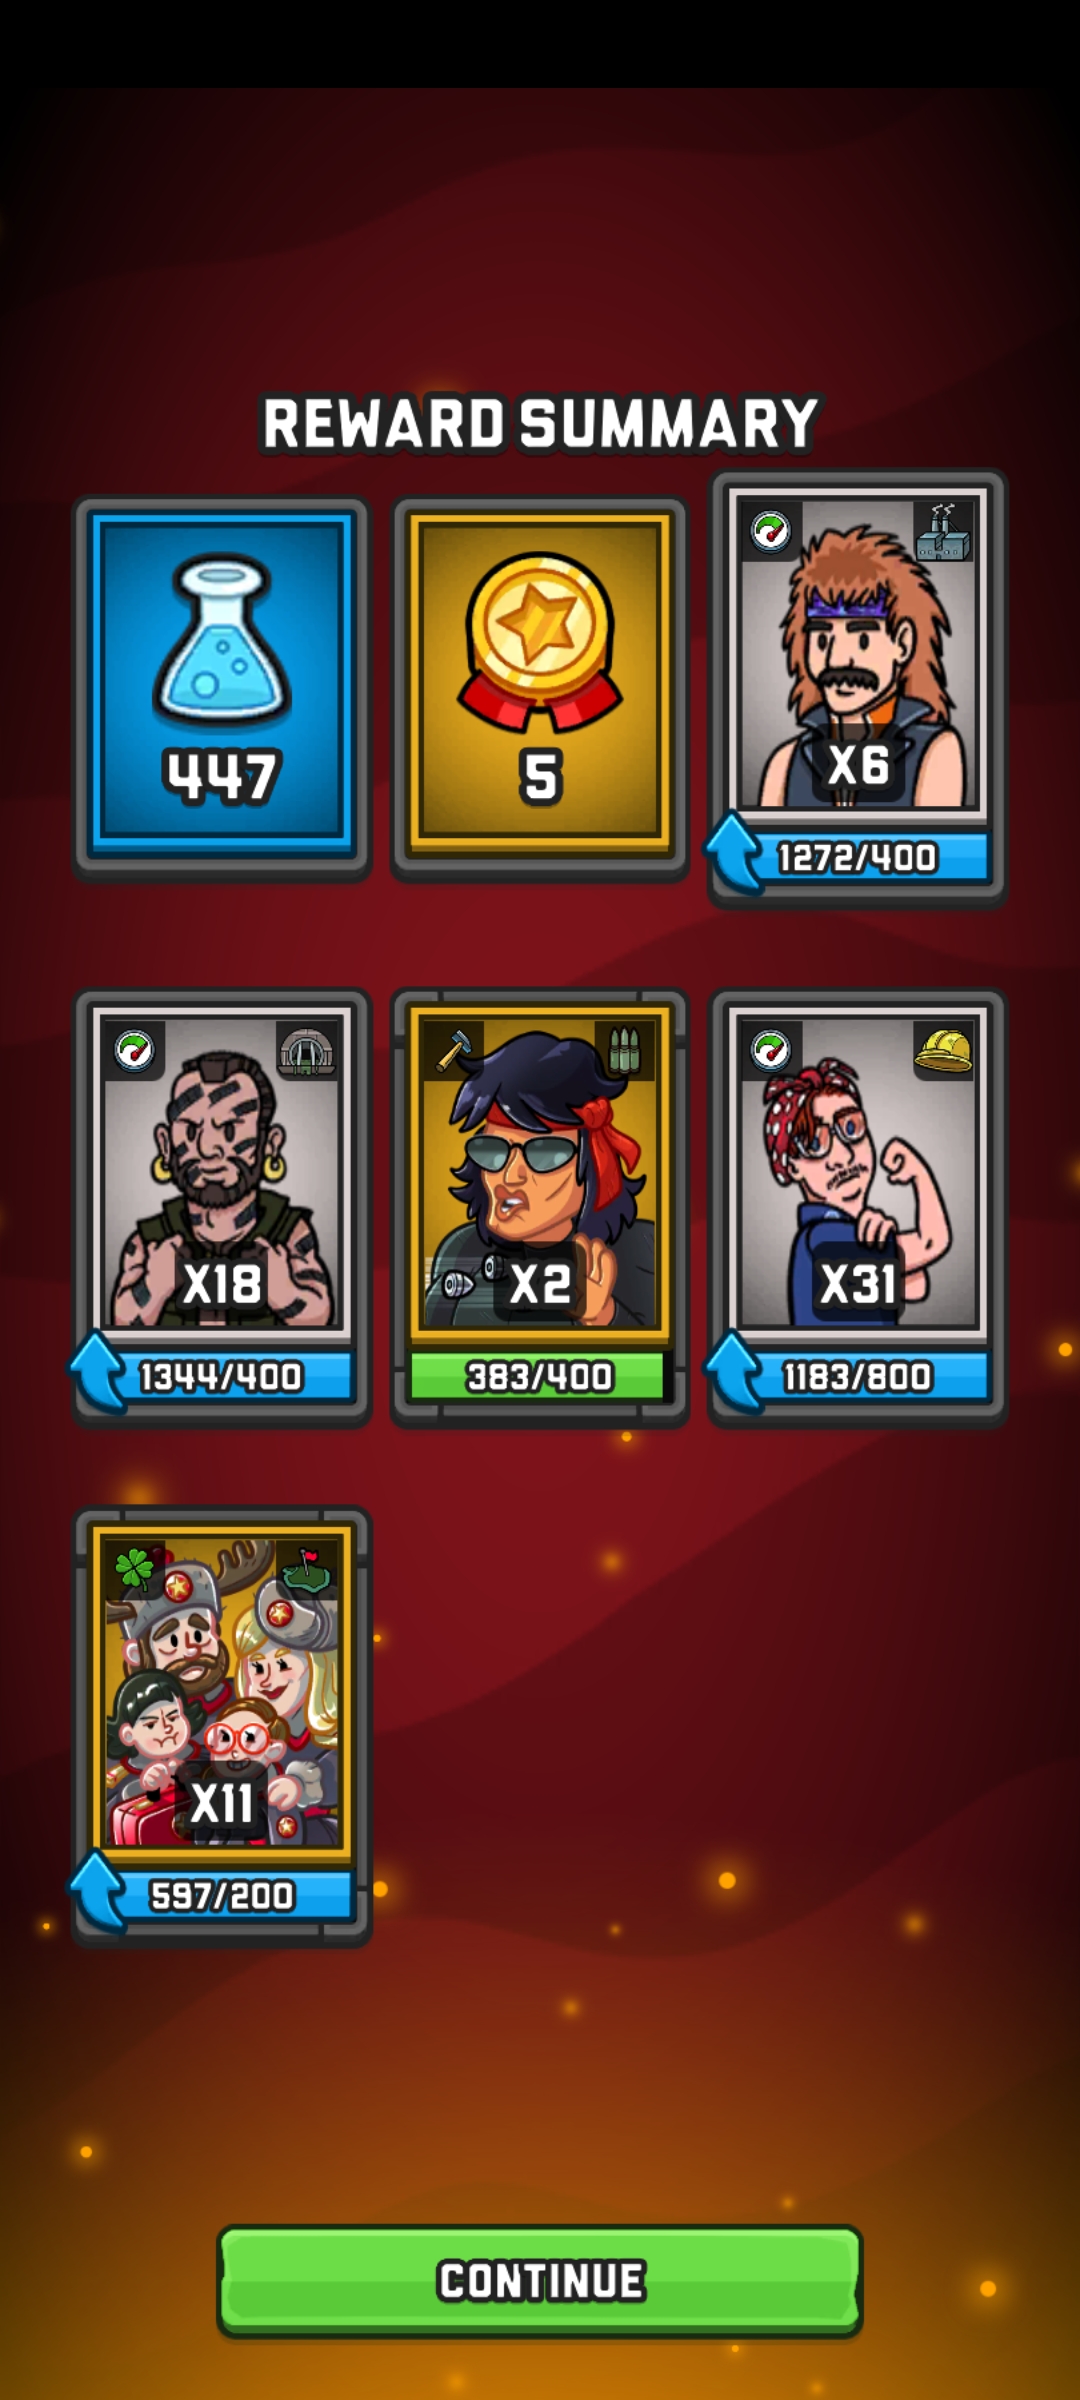 REWARD SUMMARY
447
5
X6
1272/400
X18
1344/400
X2
383/400
X31
1183/800
X11
597/200
CONTINUE